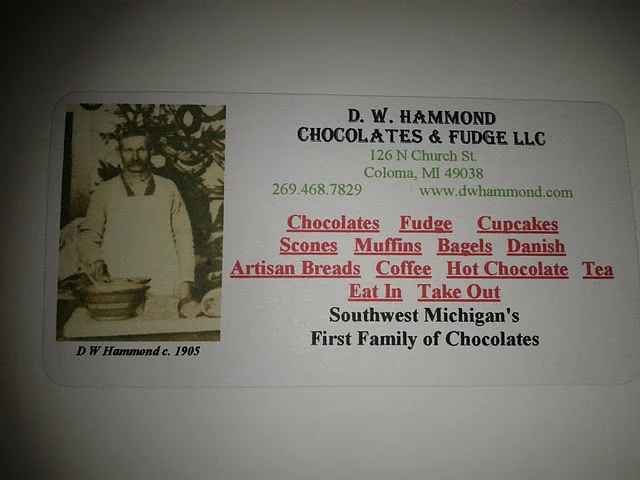 D. W. HAMMOND
CHOCOLATES & FUDGE LLC
126 N Church St.
Coloma, MI 49038
269.468.7829 www.dwhammond.com
Chocolates Fudge Cupcakes
Scones Muffins Bagels Danish
Artisan Breads Coffee Hot Chocolate Tea
Eat In Take Out
Southwest Michigan's
First Family of Chocolates
D W Hammond c. 1905